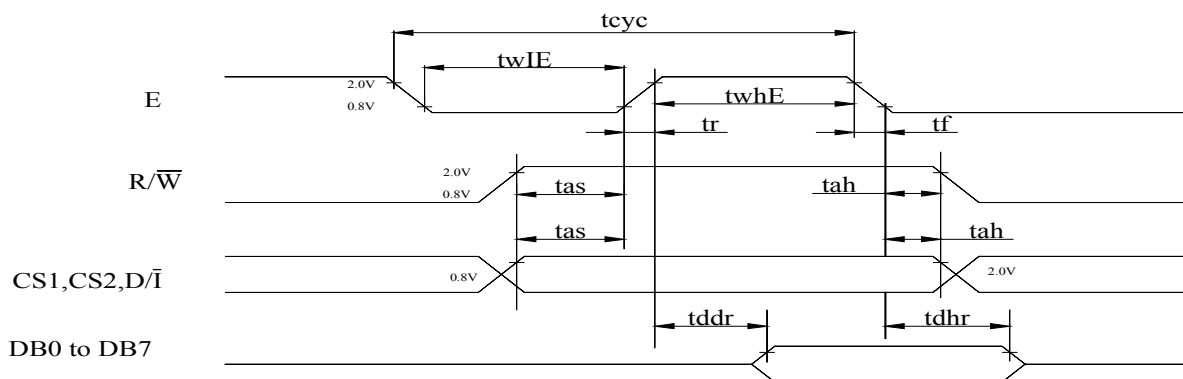 tcyc
twIE
E
2.0V
0.8V
twhE
tr
tf
R/W̅
2.0V
0.8V
tas
tah
tas
tah
CS1,CS2,D/Ī
0.8V
2.0V
tddr
tdhr
DB0 to DB7